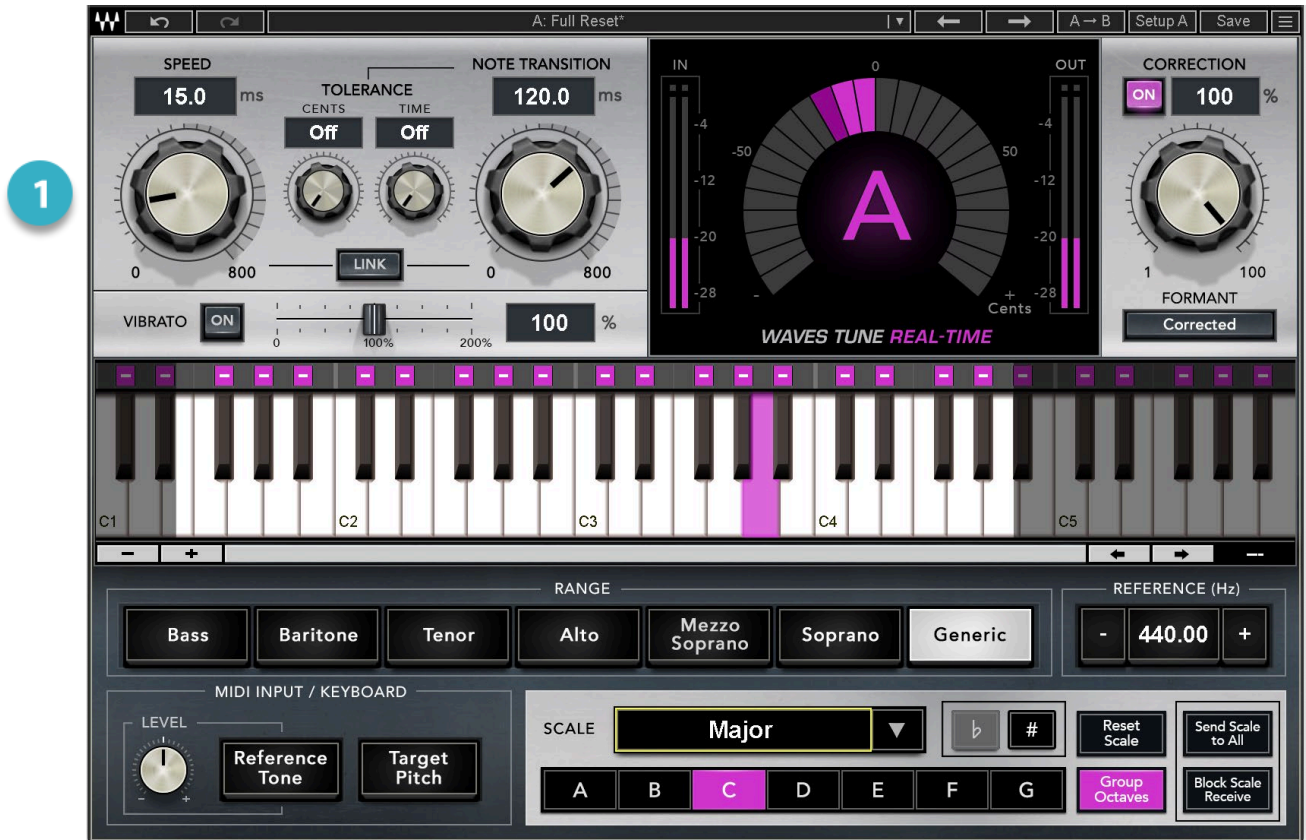 A: Full Reset*
A→B
Setup A
Save
1
SPEED
15.0 ms
0 800
TOLERANCE
CENTS TIME
Off Off
LINK
NOTE TRANSITION
120.0 ms
0 800
VIBRATO ON
0 100% 200%
100 %
IN
-4
-12
-20
-28
0
-50 50
A
- +
Cents
WAVES TUNE REAL-TIME
OUT
-4
-12
-20
-28
CORRECTION
ON 100 %
1 100
FORMANT
Corrected
C1 C2 C3 C4 C5
- +
RANGE
Bass Baritone Tenor Alto Mezzo Soprano Soprano Generic
REFERENCE (Hz)
- 440.00 +
MIDI INPUT / KEYBOARD
LEVEL
- +
Reference
Tone
Target
Pitch
SCALE Major ♭ #
A B C D E F G
Reset
Scale
Group
Octaves
Send Scale
to All
Block Scale
Receive